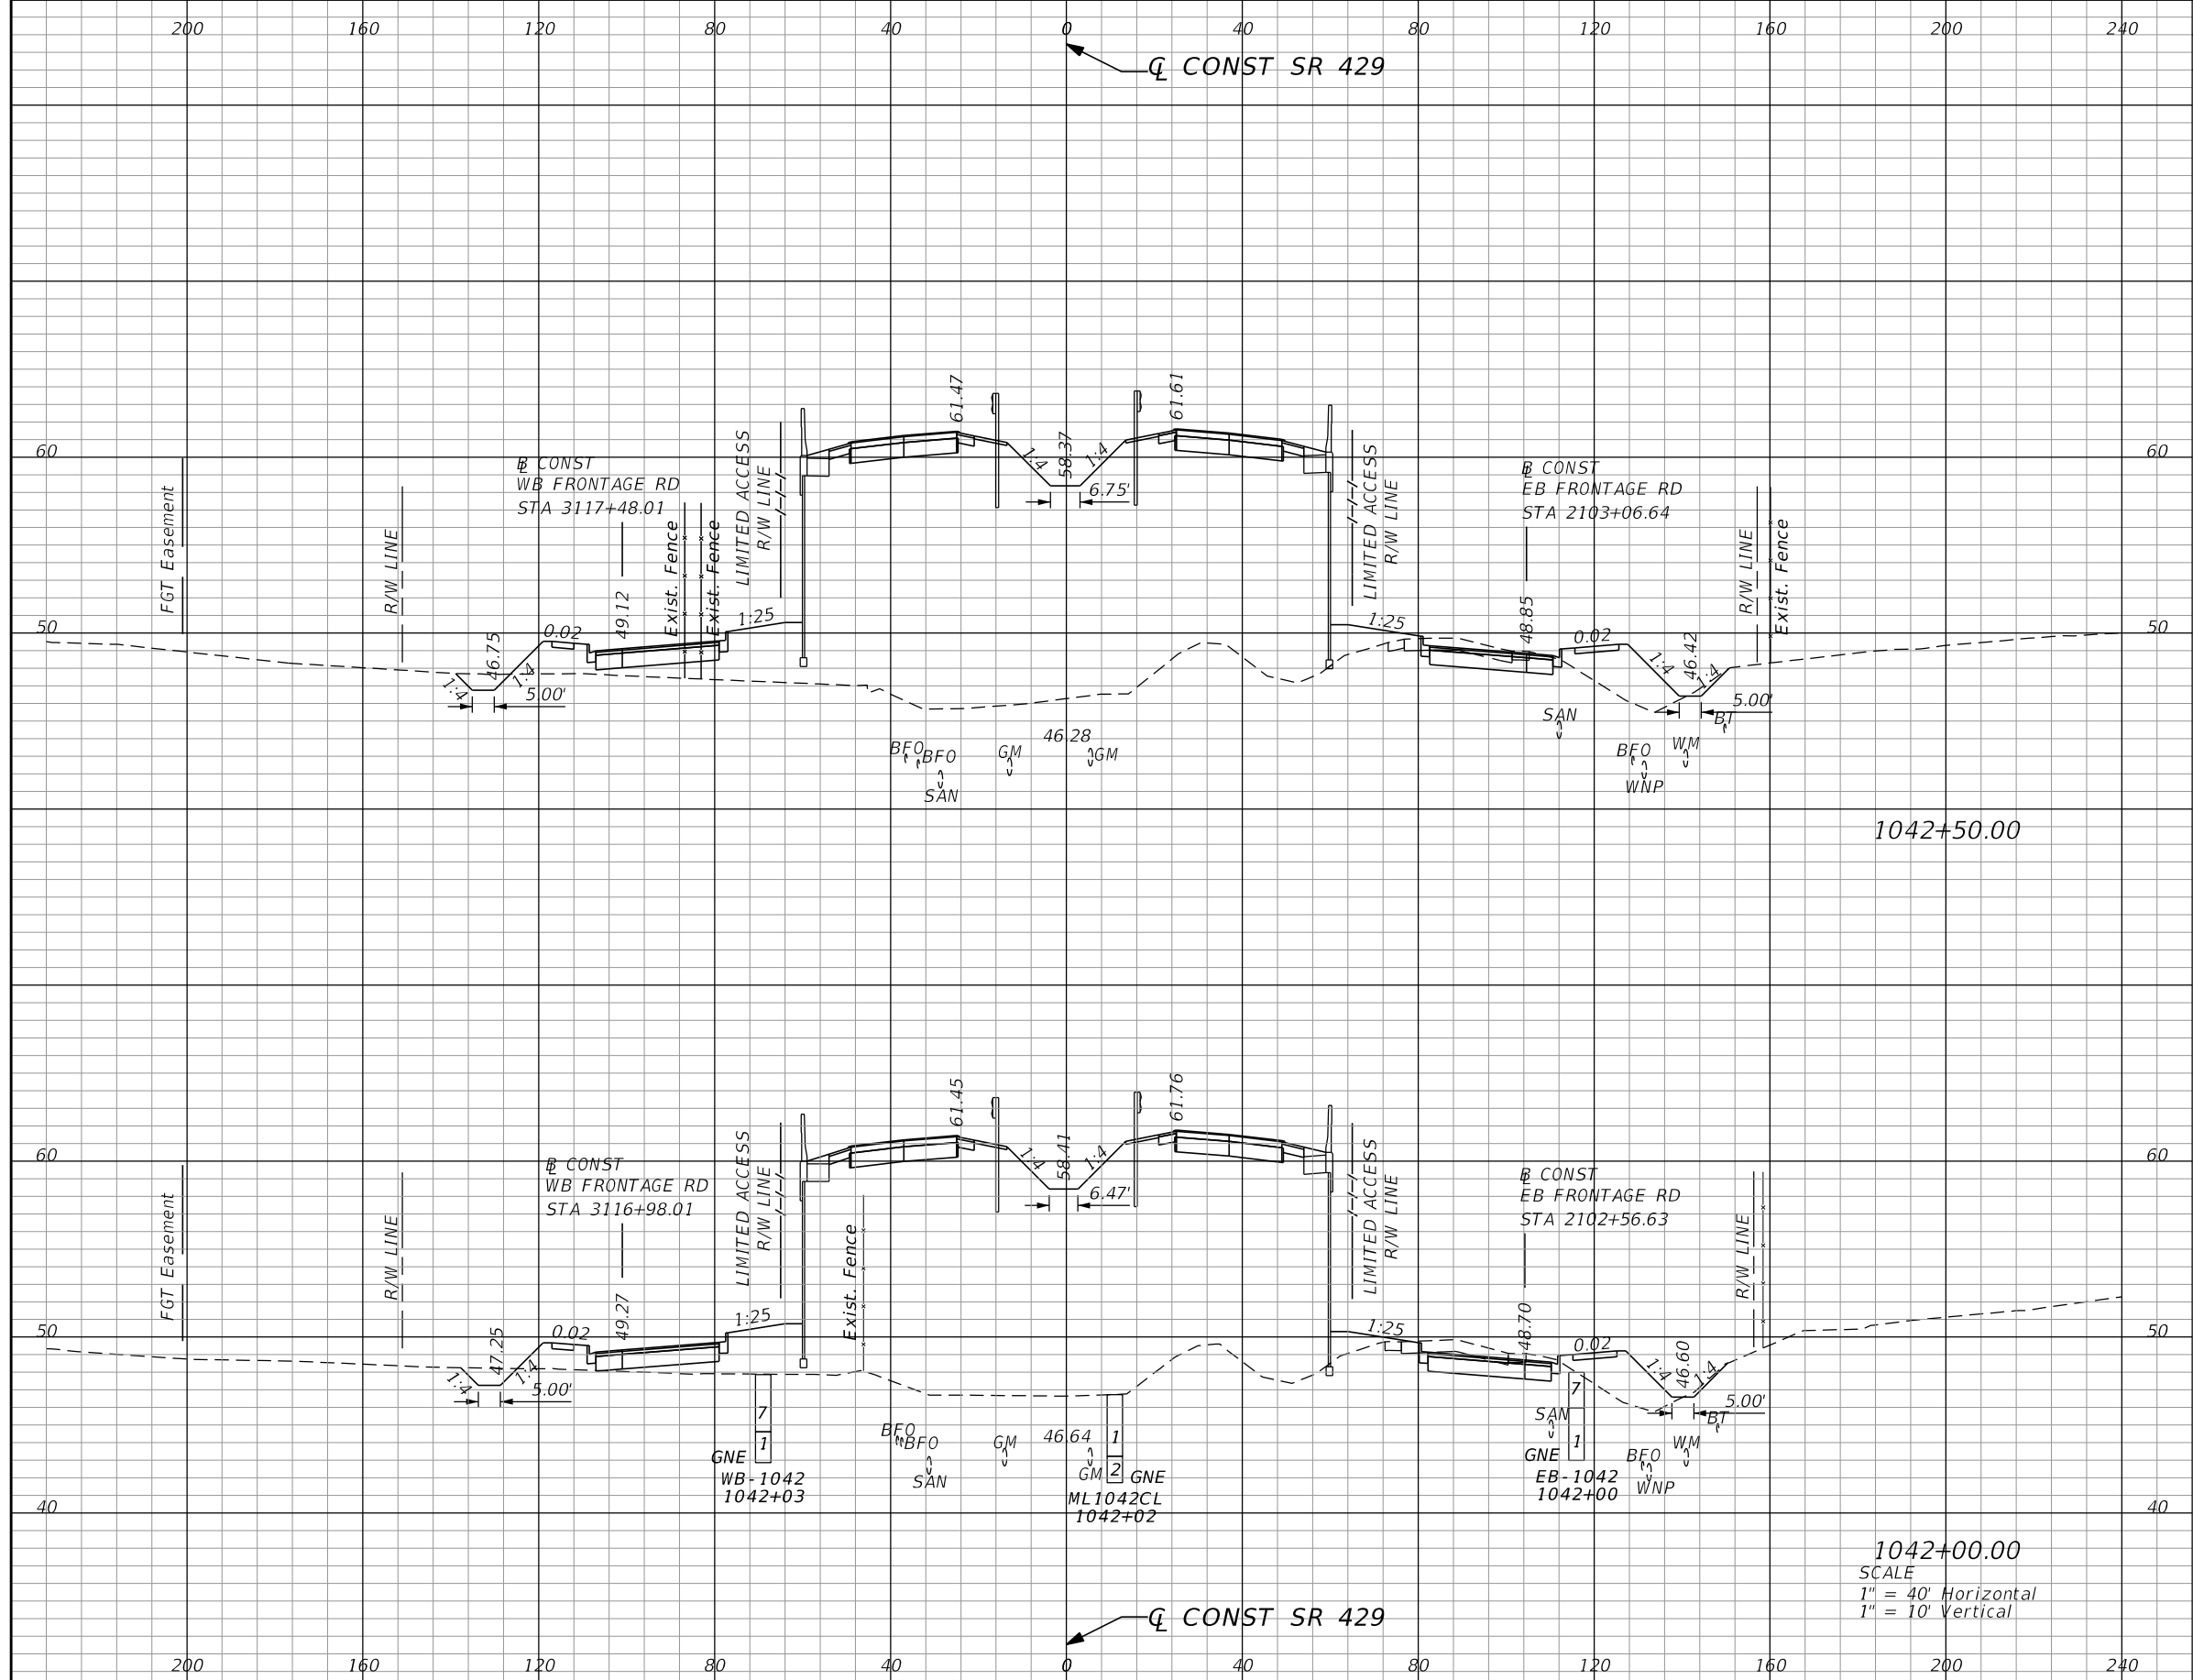 200 160 120 80 40 0 40 80 120 160 200 240
℄ CONST SR 429
61.47
61.61
60
60
58.37
1:4
1:4
6.75'
BL CONST
WB FRONTAGE RD
STA 3117+48.01
BL CONST
EB FRONTAGE RD
STA 2103+06.64
FGT Easement
R/W LINE
Exist. Fence
Exist. Fence
LIMITED ACCESS
R/W LINE
LIMITED ACCESS
R/W LINE
R/W LINE
Exist. Fence
50
50
46.75
0.02
49.12
1:25
1:25
48.85
0.02
46.42
1:4
1:4
5.00'
1:4
1:4
5.00'
BFO
BFO
SAN
GM
46.28
GM
SAN
BFO
WNP
WM
BT
1042+50.00
61.45
61.76
60
60
58.41
1:4
1:4
6.47'
BL CONST
WB FRONTAGE RD
STA 3116+98.01
BL CONST
EB FRONTAGE RD
STA 2102+56.63
FGT Easement
R/W LINE
LIMITED ACCESS
R/W LINE
Exist. Fence
LIMITED ACCESS
R/W LINE
R/W LINE
50
50
47.25
0.02
49.27
1:25
1:25
48.70
0.02
46.60
1:4
1:4
5.00'
1:4
1:4
5.00'
7
1
GNE
WB-1042
1042+03
BFO
BFO
SAN
GM
46.64
GM
1
2
GNE
ML1042CL
1042+02
SAN
7
1
GNE
EB-1042
1042+00
BFO
WNP
WM
BT
40
40
1042+00.00
SCALE
1" = 40' Horizontal
1" = 10' Vertical
℄ CONST SR 429
200 160 120 80 40 0 40 80 120 160 200 240